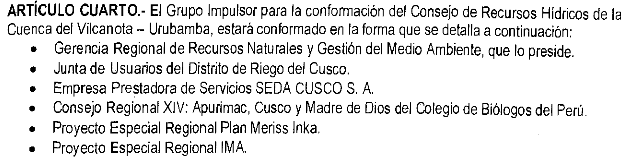 ARTÍCULO CUARTO.- El Grupo Impulsor para la conformación del Consejo de Recursos Hídricos de la
Cuenca del Vilcanota – Urubamba, estará conformado en la forma que se detalla a continuación:
• Gerencia Regional de Recursos Naturales y Gestión del Medio Ambiente, que lo preside.
• Junta de Usuarios del Distrito de Riego del Cusco.
• Empresa Prestadora de Servicios SEDA CUSCO S. A.
• Consejo Regional XIV: Apurimac, Cusco y Madre de Dios del Colegio de Biólogos del Perú.
• Proyecto Especial Regional Plan Meriss Inka.
• Proyecto Especial Regional IMA.